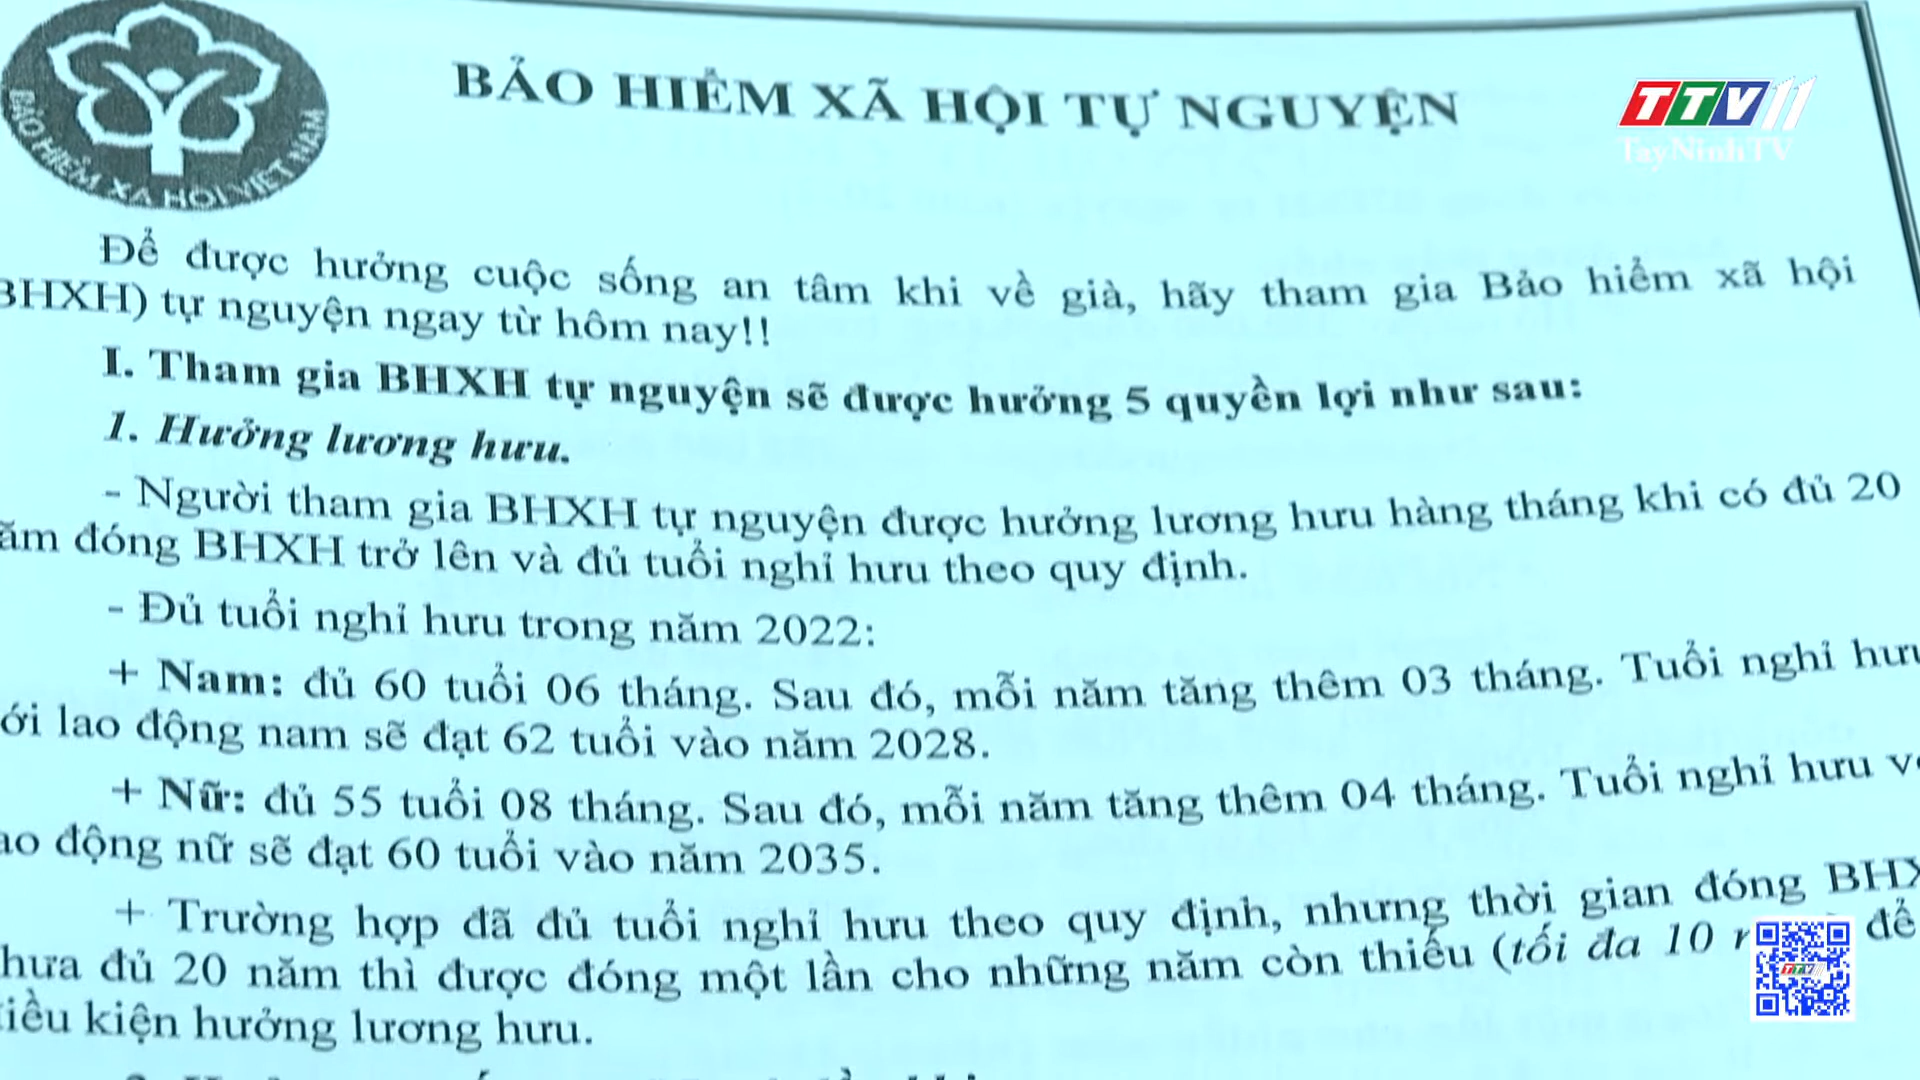 BẢO HIỂM XÃ HỘI VIỆT NAM
BẢO HIỂM XÃ HỘI TỰ NGUYỆN
TTV11
TayNinhTV
Để được hưởng cuộc sống an tâm khi về già, hãy tham gia Bảo hiểm xã hội
BHXH) tự nguyện ngay từ hôm nay!!
I. Tham gia BHXH tự nguyện sẽ được hưởng 5 quyền lợi như sau:
1. Hưởng lương hưu.
- Người tham gia BHXH tự nguyện được hưởng lương hưu hàng tháng khi có đủ 20
ăm đóng BHXH trở lên và đủ tuổi nghỉ hưu theo quy định.
- Đủ tuổi nghỉ hưu trong năm 2022:
+ Nam: đủ 60 tuổi 06 tháng. Sau đó, mỗi năm tăng thêm 03 tháng. Tuổi nghỉ hưu
ới lao động nam sẽ đạt 62 tuổi vào năm 2028.
+ Nữ: đủ 55 tuổi 08 tháng. Sau đó, mỗi năm tăng thêm 04 tháng. Tuổi nghỉ hưu v
ao động nữ sẽ đạt 60 tuổi vào năm 2035.
+ Trường hợp đã đủ tuổi nghỉ hưu theo quy định, nhưng thời gian đóng BHX
hưa đủ 20 năm thì được đóng một lần cho những năm còn thiếu (tối đa 10 để
iều kiện hưởng lương hưu.